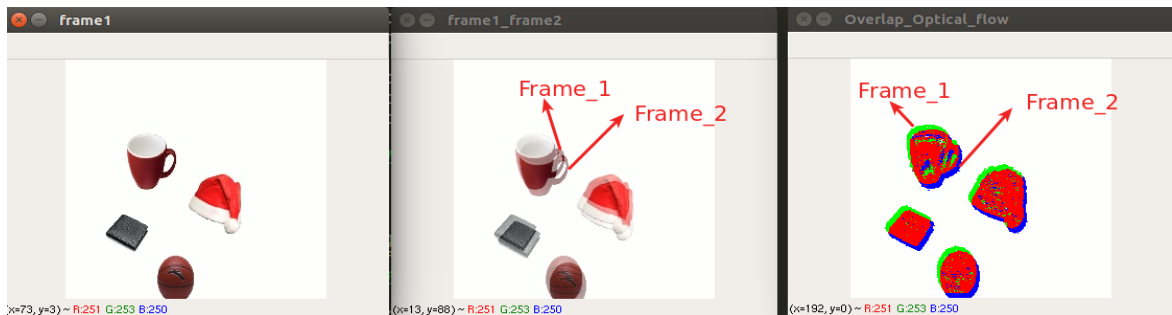 frame1
frame1_frame2
Overlap_Optical_flow
Frame_1
Frame_2
Frame_1
Frame_2
(x=73, y=3) ~ R:251 G:253 B:250
(x=13, y=88) ~ R:251 G:253 B:250
(x=192, y=0) ~ R:251 G:253 B:250